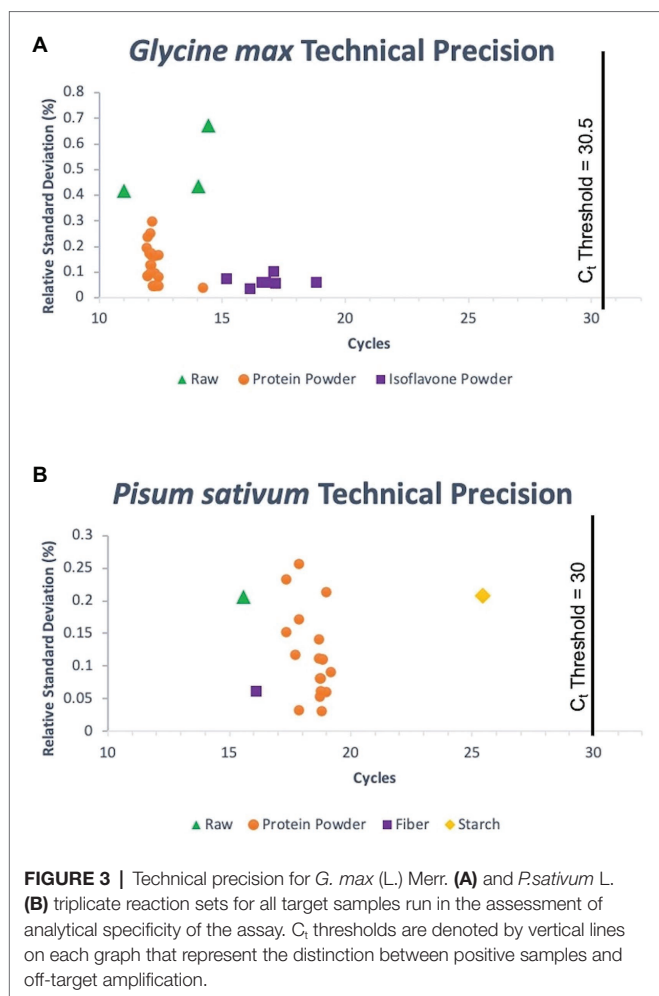 A
Glycine max Technical Precision
Relative Standard Deviation (%)
0.8
0.7
0.6
0.5
0.4
0.3
0.2
0.1
0
10 15 20 25 30
Cycles
Ct Threshold = 30.5
Raw Protein Powder Isoflavone Powder
B
Pisum sativum Technical Precision
Relative Standard Deviation (%)
0.3
0.25
0.2
0.15
0.1
0.05
0
10 15 20 25 30
Cycles
Ct Threshold = 30
Raw Protein Powder Fiber Starch
FIGURE 3 | Technical precision for G. max (L.) Merr. (A) and P.sativum L.
(B) triplicate reaction sets for all target samples run in the assessment of
analytical specificity of the assay. Ct thresholds are denoted by vertical lines
on each graph that represent the distinction between positive samples and
off-target amplification.